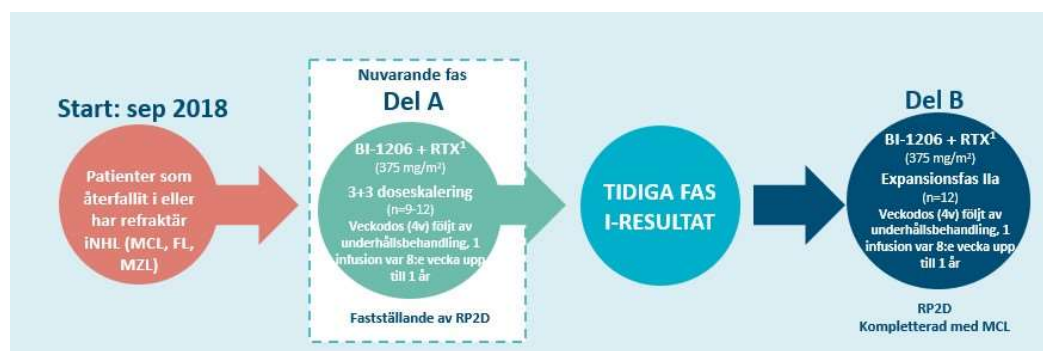 Start: sep 2018
Patienter som
återfallit i eller
har refraktär
iNHL (MCL, FL,
MZL)
Nuvarande fas
Del A
BI-1206 + RTX¹
(375 mg/m²)
3+3 doseskalering
(n=9-12)
Veckodos (4v) följt av
underhållsbehandling, 1
infusion var 8:e vecka upp
till 1 år
Fastställande av RP2D
TIDIGA FAS
I-RESULTAT
Del B
BI-1206 + RTX¹
(375 mg/m²)
Expansionsfas IIa
(n=12)
Veckodos (4v) följt av
underhållsbehandling, 1
infusion var 8:e vecka upp
till 1 år
RP2D
Kompletterad med MCL